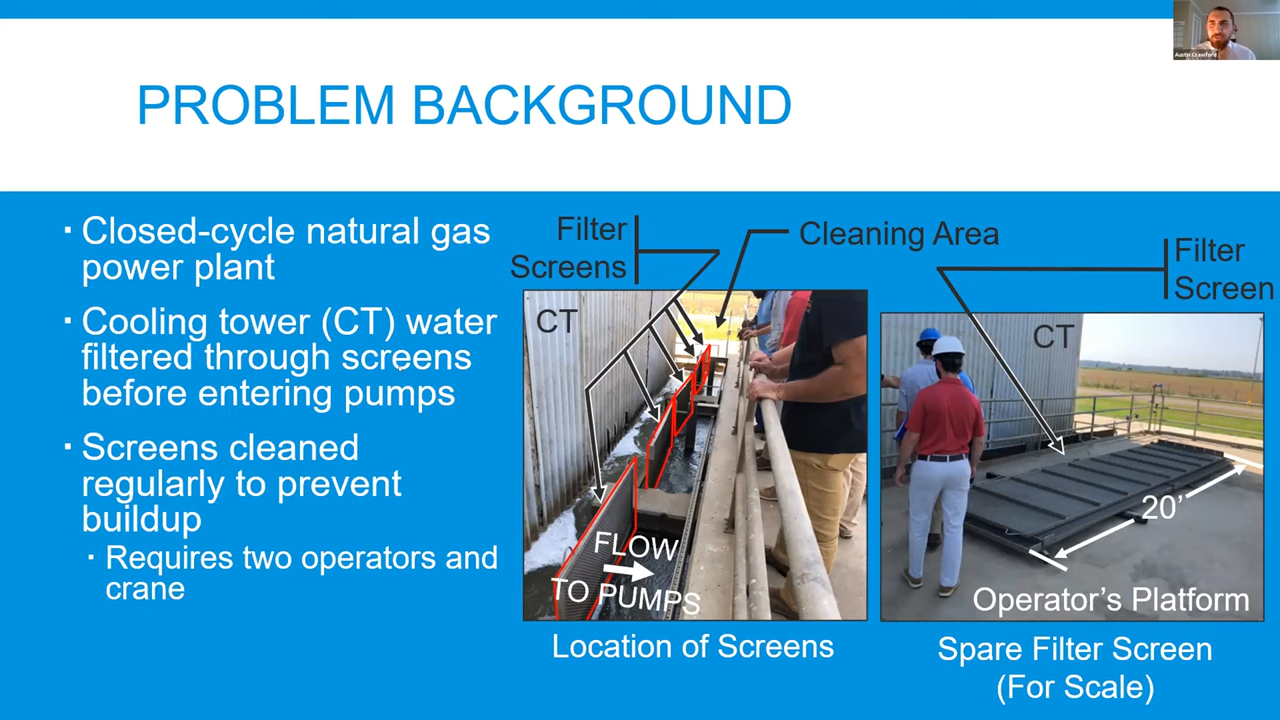 Austin Crawford
PROBLEM BACKGROUND
Closed-cycle natural gas
power plant
Cooling tower (CT) water
filtered through screens
before entering pumps
Screens cleaned
regularly to prevent
buildup
Requires two operators and
crane
Filter
Screens
Cleaning Area
Filter
Screen
CT
FLOW
TO PUMPS
Location of Screens
CT
20’
Operator’s Platform
Spare Filter Screen
(For Scale)